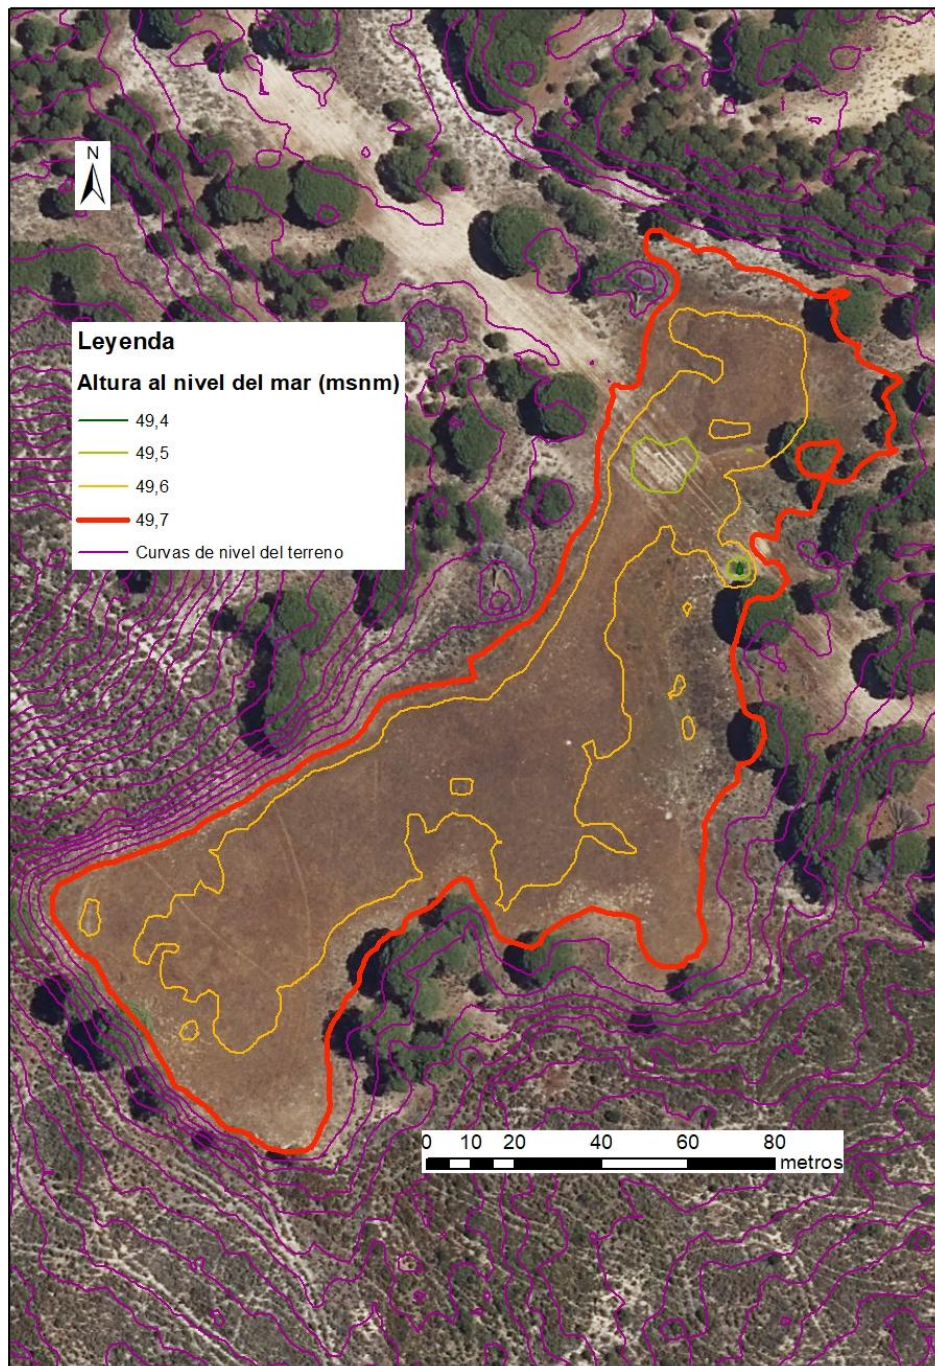 N
Leyenda
Altura al nivel del mar (msnm)
49,4
49,5
49,6
49,7
Curvas de nivel del terreno
0 10 20 40 60 80
metros